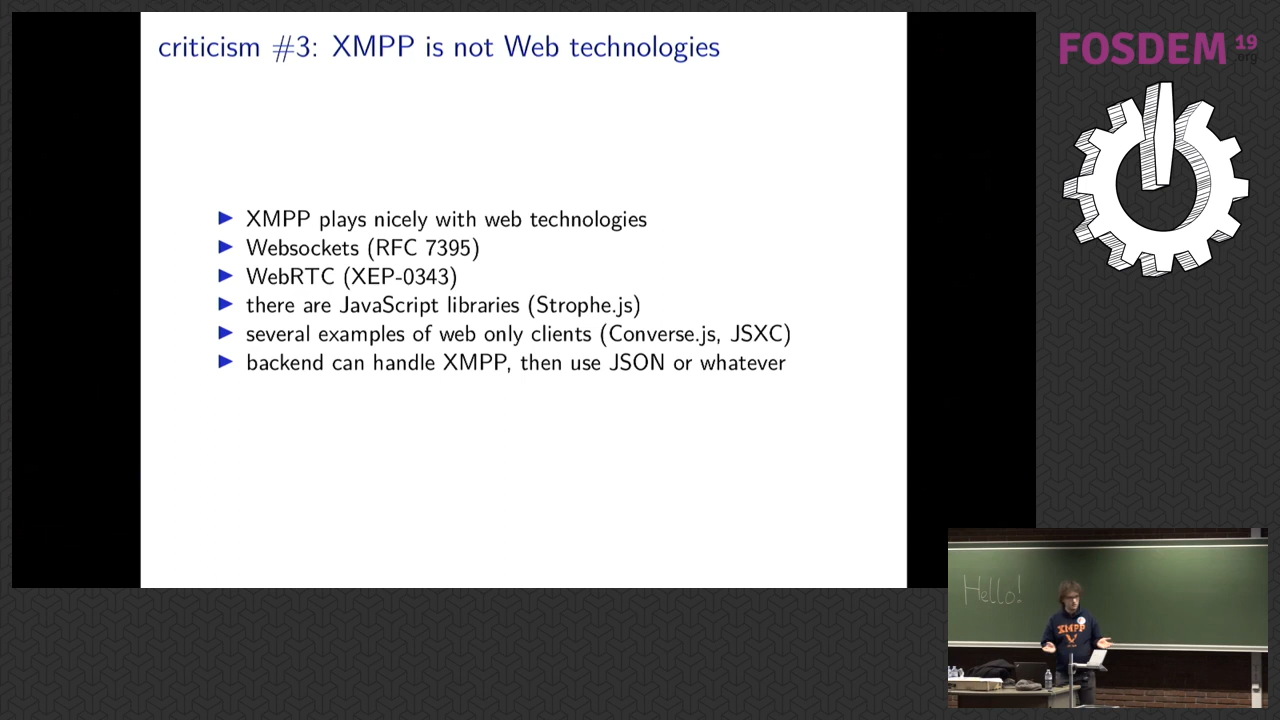 criticism #3: XMPP is not Web technologies
XMPP plays nicely with web technologies
Websockets (RFC 7395)
WebRTC (XEP-0343)
there are JavaScript libraries (Strophe.js)
several examples of web only clients (Converse.js, JSXC)
backend can handle XMPP, then use JSON or whatever
FOSDEM 19
.org
Hello!
XMPP